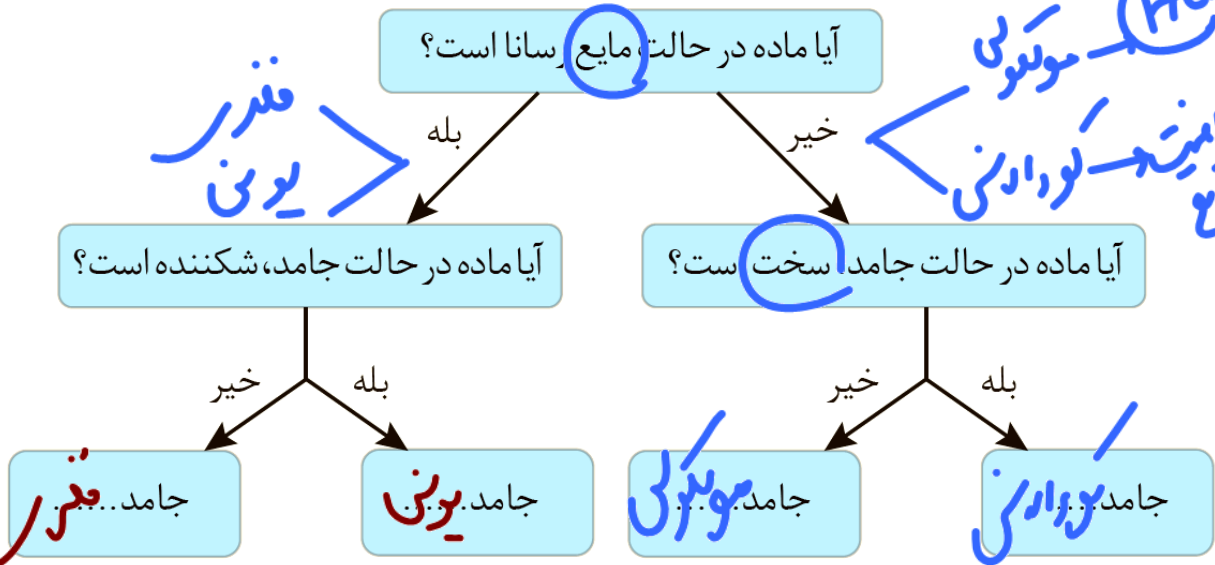 آیا ماده در حالت مایع رسانا است؟
مولکولی
کووالانسی
خیر
بله
فلزی
یونی
آیا ماده در حالت جامد، سخت است؟
آیا ماده در حالت جامد، شکننده است؟
بله
خیر
بله
خیر
جامد.... کووالانسی
جامد...... مولکولی
جامد....... یونی
جامد....... فلزی